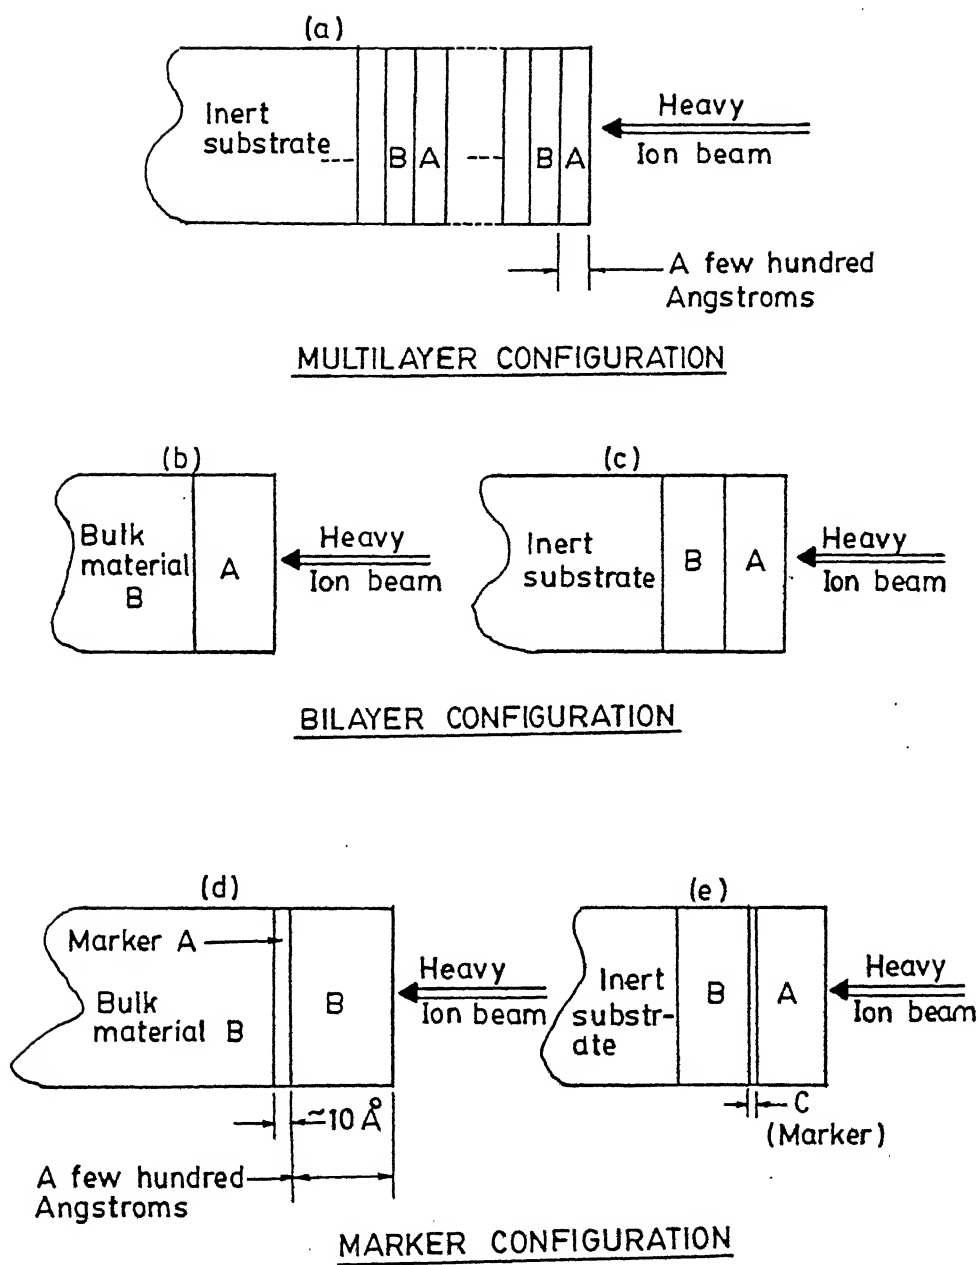 (a)
Inert
substrate
B A B A
Heavy
Ion beam
A few hundred
Angstroms
MULTILAYER CONFIGURATION
(b)
Bulk
material
B
A
Heavy
Ion beam
(c)
Inert
substrate
B A
Heavy
Ion beam
BILAYER CONFIGURATION
(d)
Marker A
Bulk
material B
B
Heavy
Ion beam
≃10 Å
A few hundred
Angstroms
(e)
Inert
substr-
ate
B A
Heavy
Ion beam
C
(Marker)
MARKER CONFIGURATION